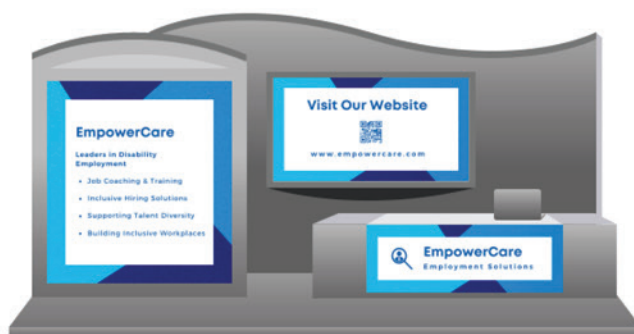 EmpowerCare
Leaders in Disability
Employment
• Job Coaching & Training
• Inclusive Hiring Solutions
• Supporting Talent Diversity
• Building Inclusive Workplaces
Visit Our Website
www.empowercare.com
EmpowerCare
Employment Solutions